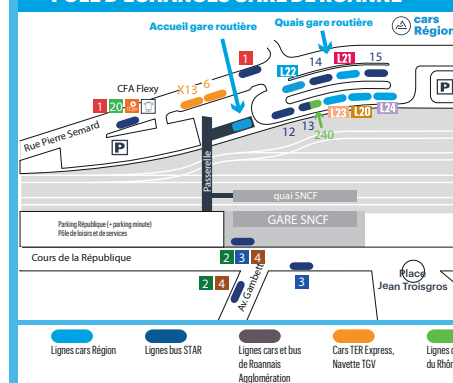 PÔLE D'ÉCHANGES GARE DE ROANNE
Accueil gare routière
Quais gare routière
cars
Région
1
14
L21
15
L22
X13
6
CFA Flexy
1 20
P
Rue Pierre Semard
P
12
13
L23
L20
L24
240
Passerelle
quai SNCF
GARE SNCF
Parking République (+ parking minute)
Pôle de loisirs et de services
Cours de la République
2 3 4
2 4
3
Av. Gambett
Place
Jean Troisgros
Lignes cars Région
Lignes bus STAR
Lignes cars et bus
de Roannais
Agglomération
Cars TER Express,
Navette TGV
Lignes
du Rhôn